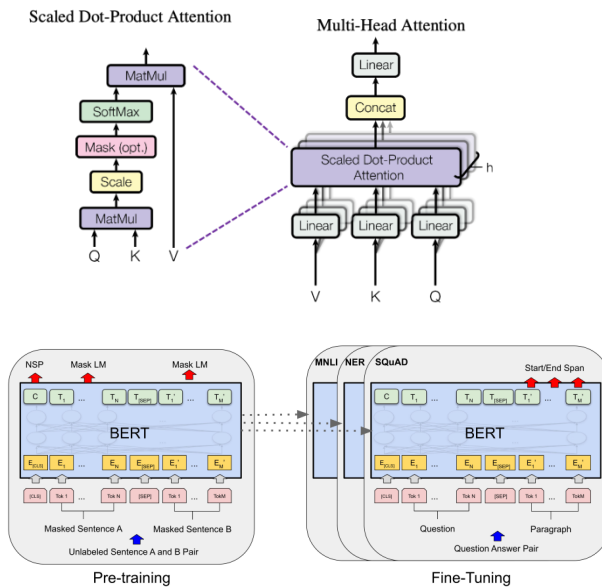 Scaled Dot-Product Attention
MatMul
SoftMax
Mask (opt.)
Scale
MatMul
Q K V
Multi-Head Attention
Linear
Concat
Scaled Dot-Product
Attention
h
Linear Linear Linear
V K Q
NSP Mask LM Mask LM
C T1 ... TN T[SEP] T1' ... TM'
BERT
E[CLS] E1 ... EN E[SEP] E1' ... EM'
[CLS] Tok 1 ... Tok N [SEP] Tok 1 ... TokM
Masked Sentence A Masked Sentence B
Unlabeled Sentence A and B Pair
Pre-training
MNLI NER SQuAD
Start/End Span
C T1 ... TN T[SEP] T1' ... TM'
BERT
E[CLS] E1 ... EN E[SEP] E1' ... EM'
[CLS] Tok 1 ... Tok N [SEP] Tok 1 ... TokM
Question Paragraph
Question Answer Pair
Fine-Tuning